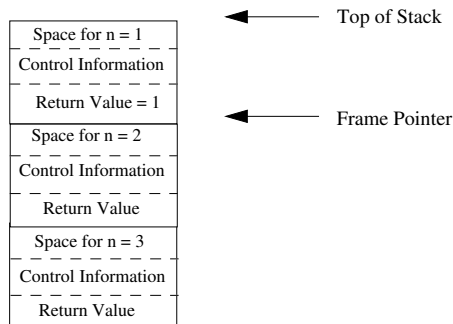 Top of Stack
Space for n = 1
Control Information
Return Value = 1
Frame Pointer
Space for n = 2
Control Information
Return Value
Space for n = 3
Control Information
Return Value